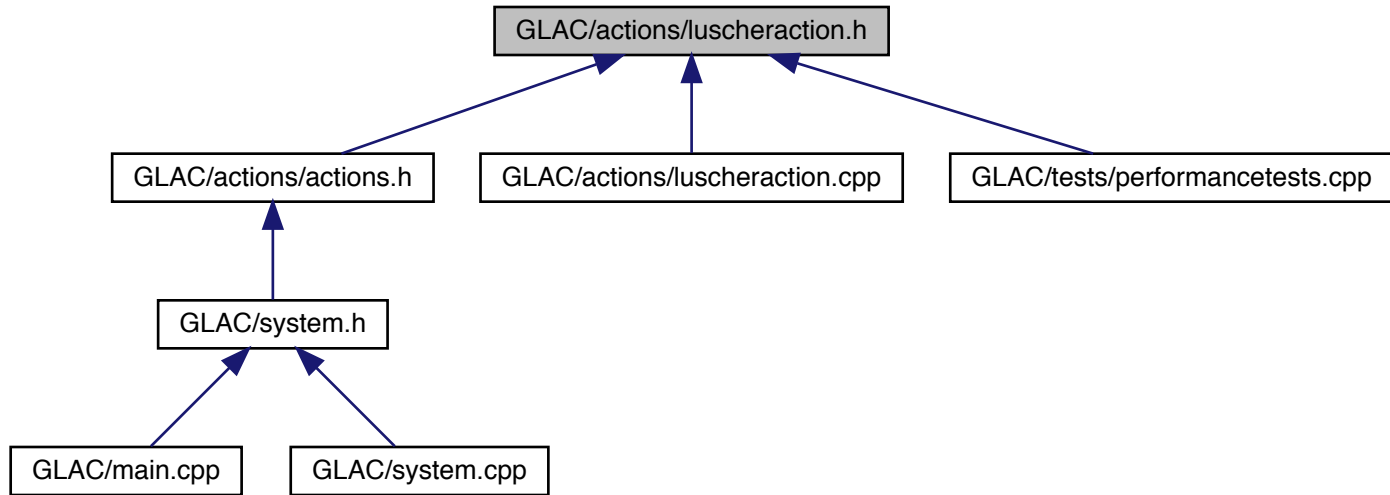 GLAC/actions/luscheraction.h
GLAC/actions/actions.h
GLAC/actions/luscheraction.cpp
GLAC/tests/performancetests.cpp
GLAC/system.h
GLAC/main.cpp
GLAC/system.cpp